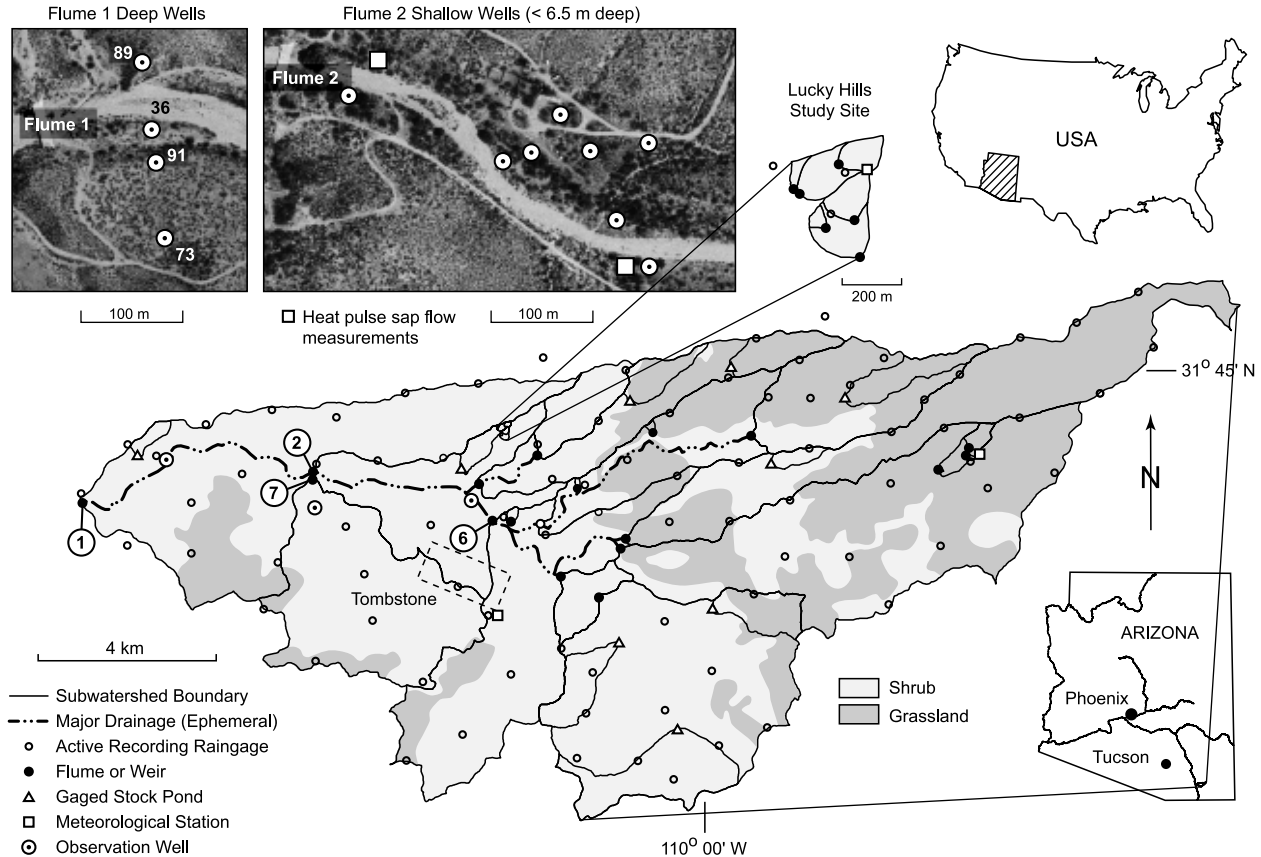 Flume 1 Deep Wells
Flume 2 Shallow Wells (< 6.5 m deep)
89
36
Flume 1
91
73
Flume 2
100 m
Heat pulse sap flow
measurements
100 m
Lucky Hills
Study Site
200 m
USA
31° 45' N
N
2
7
1
6
Tombstone
4 km
Subwatershed Boundary
Major Drainage (Ephemeral)
Active Recording Raingage
Flume or Weir
Gaged Stock Pond
Meteorological Station
Observation Well
Shrub
Grassland
110° 00' W
ARIZONA
Phoenix
Tucson